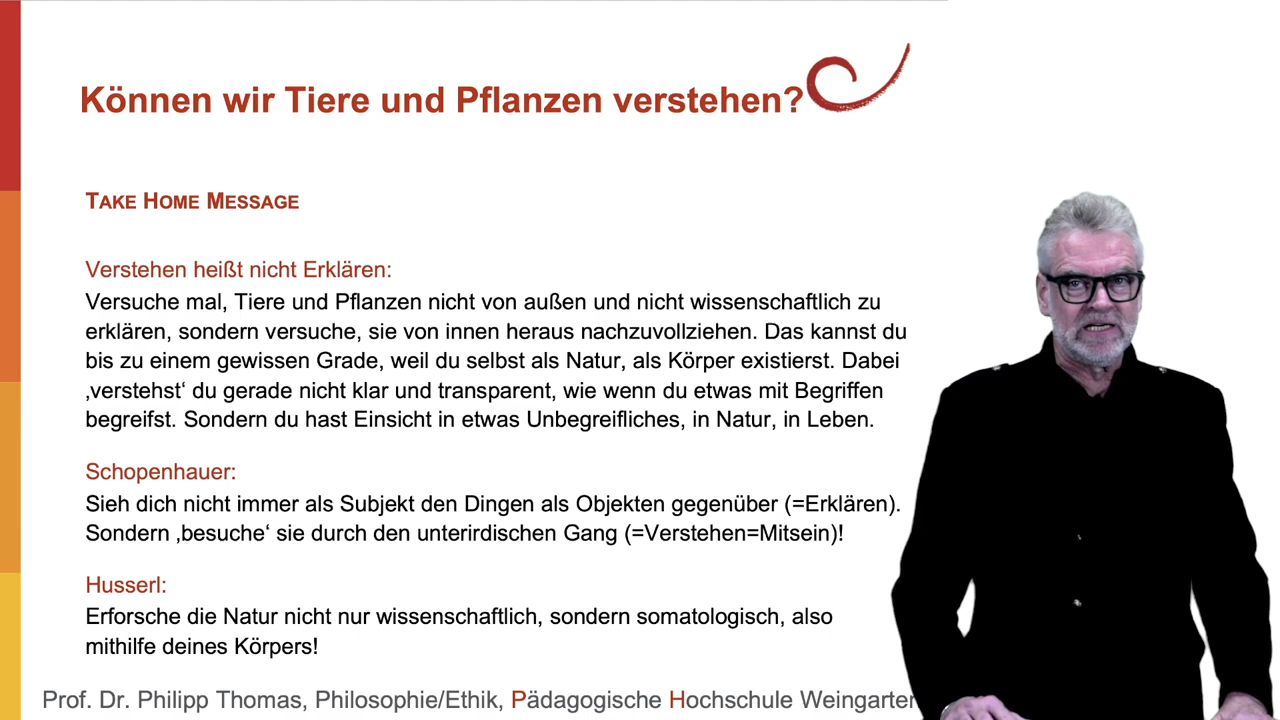 Können wir Tiere und Pflanzen verstehen?
TAKE HOME MESSAGE
Verstehen heißt nicht Erklären:
Versuche mal, Tiere und Pflanzen nicht von außen und nicht wissenschaftlich zu
erklären, sondern versuche, sie von innen heraus nachzuvollziehen. Das kannst du
bis zu einem gewissen Grade, weil du selbst als Natur, als Körper existierst. Dabei
‚verstehst‘ du gerade nicht klar und transparent, wie wenn du etwas mit Begriffen
begreifst. Sondern du hast Einsicht in etwas Unbegreifliches, in Natur, in Leben.
Schopenhauer:
Sieh dich nicht immer als Subjekt den Dingen als Objekten gegenüber (=Erklären).
Sondern ‚besuche‘ sie durch den unterirdischen Gang (=Verstehen=Mitsein)!
Husserl:
Erforsche die Natur nicht nur wissenschaftlich, sondern somatologisch, also
mithilfe deines Körpers!
Prof. Dr. Philipp Thomas, Philosophie/Ethik, Pädagogische Hochschule Weingarten